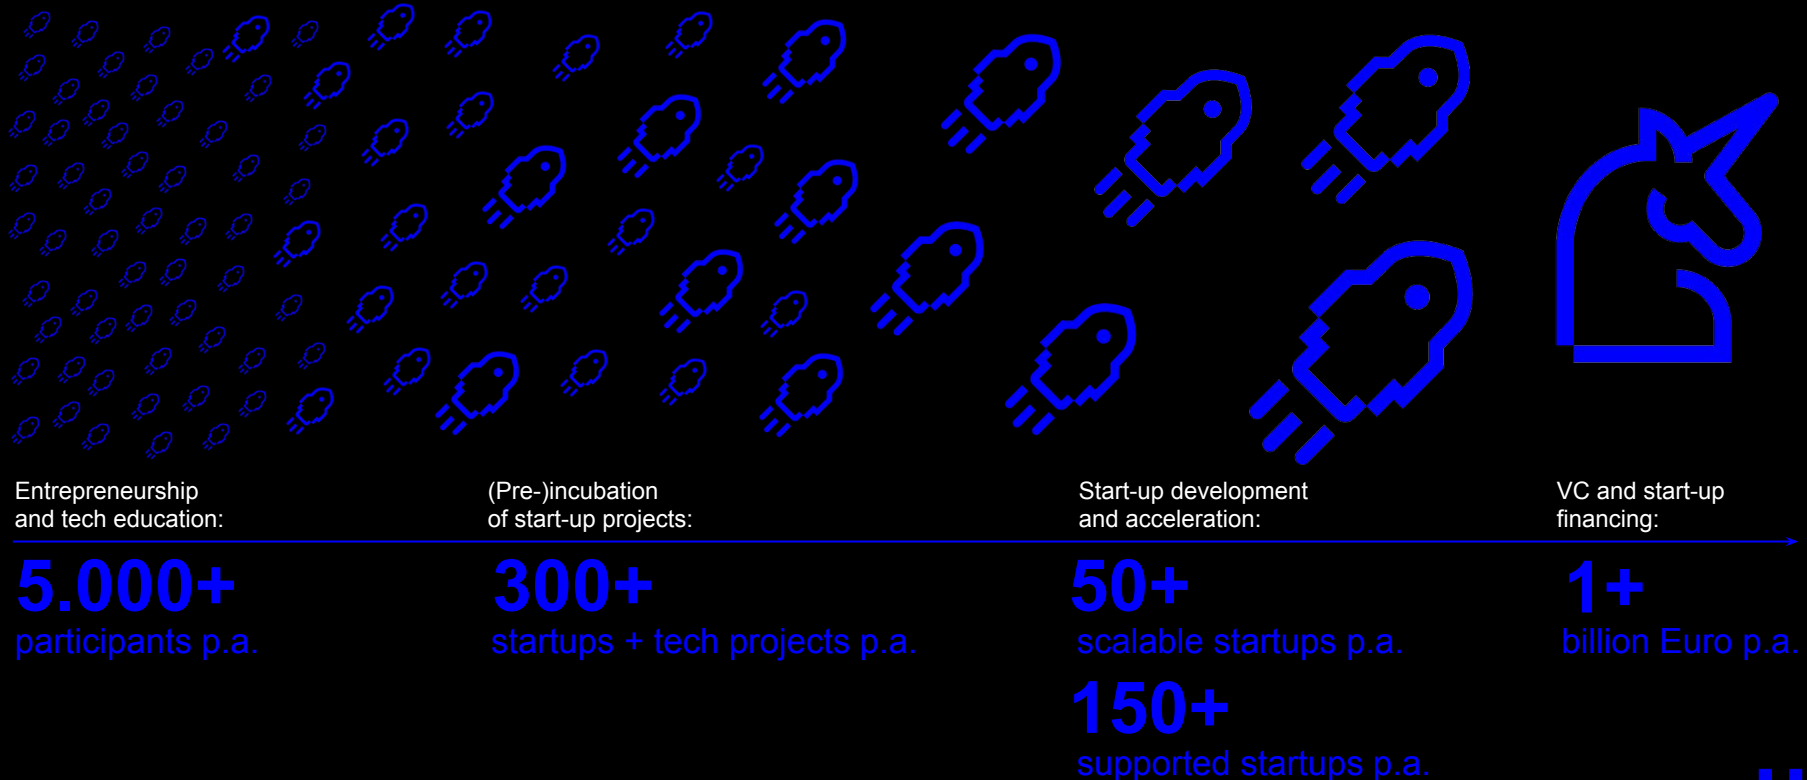 Entrepreneurship
and tech education:
5.000+
participants p.a.
(Pre-)incubation
of start-up projects:
300+
startups + tech projects p.a.
Start-up development
and acceleration:
50+
scalable startups p.a.
150+
supported startups p.a.
VC and start-up
financing:
1+
billion Euro p.a.